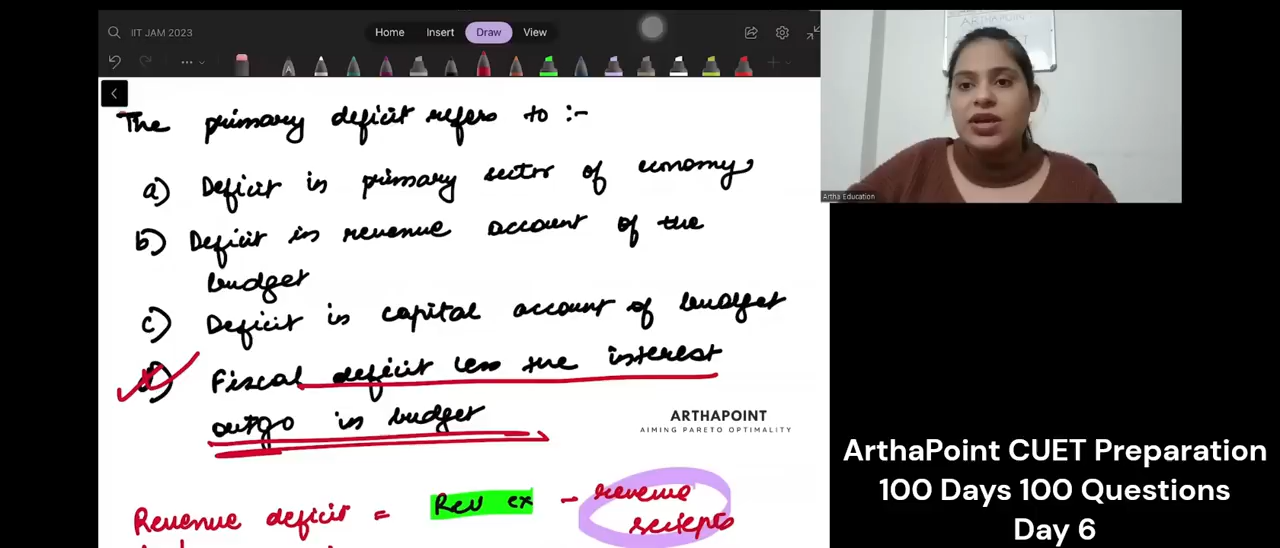 IIT JAM 2023
Home Insert Draw View
ARTHAPOINT
The primary deficit refers to :-
a) Deficit in primary sector of economy
b) Deficit in revenue account of the
budget
c) Deficit in capital account of budget
d) Fiscal deficit less the interest
outgo in budget
Artha Education
ARTHAPOINT
AIMING PARETO OPTIMALITY
Revenue deficit = Rev ex - revenue
reciepts
ArthaPoint CUET Preparation
100 Days 100 Questions
Day 6